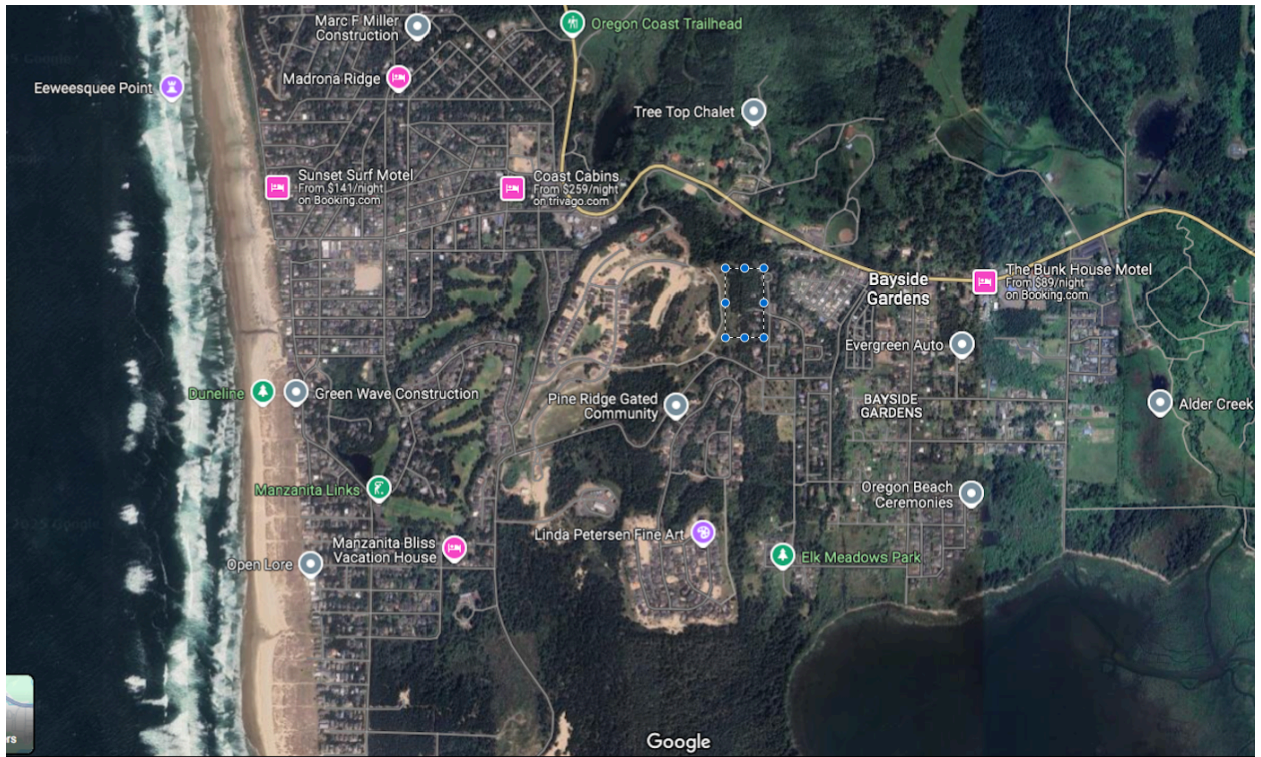 Marc F Miller
Construction
Oregon Coast Trailhead
Madrona Ridge
Eeweesquee Point
Tree Top Chalet
Sunset Surf Motel
From $141/night
on Booking.com
Coast Cabins
From $259/night
on trivago.com
Bayside
Gardens
The Bunk House Motel
From $89/night
on Booking.com
Evergreen Auto
Duneline
Green Wave Construction
Pine Ridge Gated
Community
BAYSIDE
GARDENS
Alder Creek
Manzanita Links
Oregon Beach
Ceremonies
Linda Petersen Fine Art
Manzanita Bliss
Vacation House
Open Lore
Elk Meadows Park
Google
rs